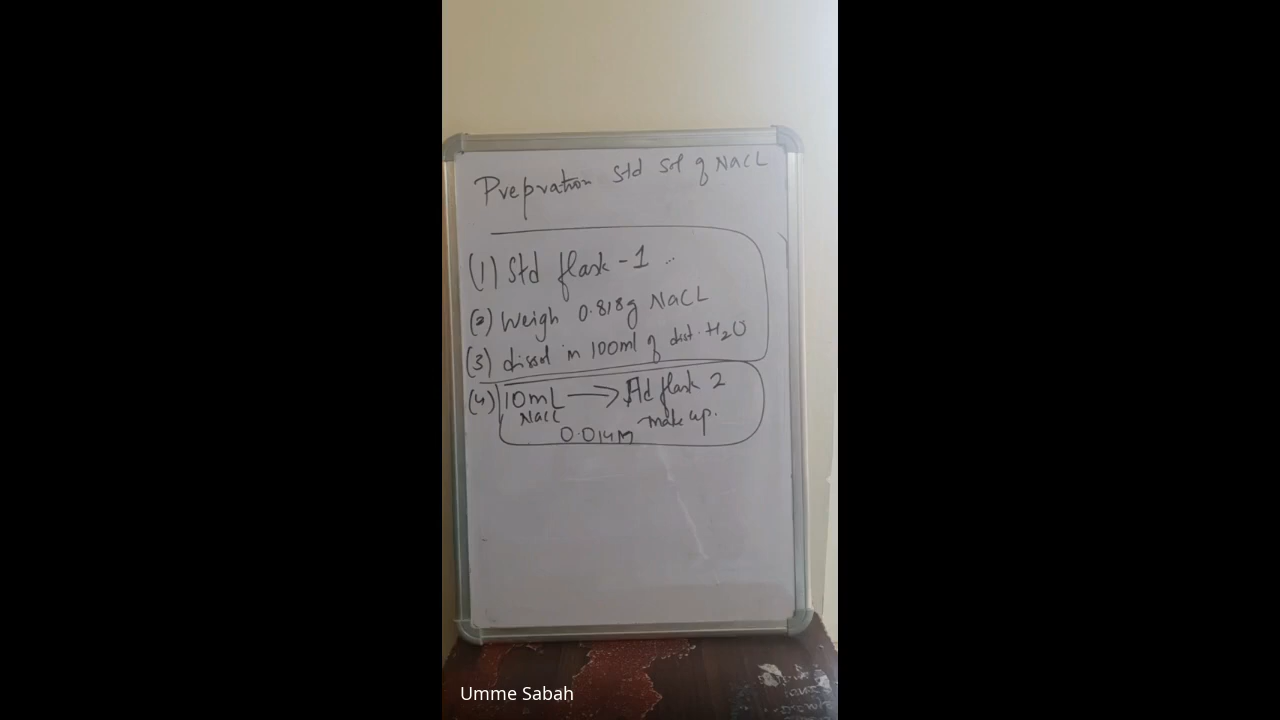 Prepration Std Sol of NaCL
(1) Std flask - 1 ..
(2) Weigh 0.818g NaCL
(3) dissol in 100ml of dist. H2O
(4) 10mL → Std flask 2
NaCl make up.
0.014M
Umme Sabah